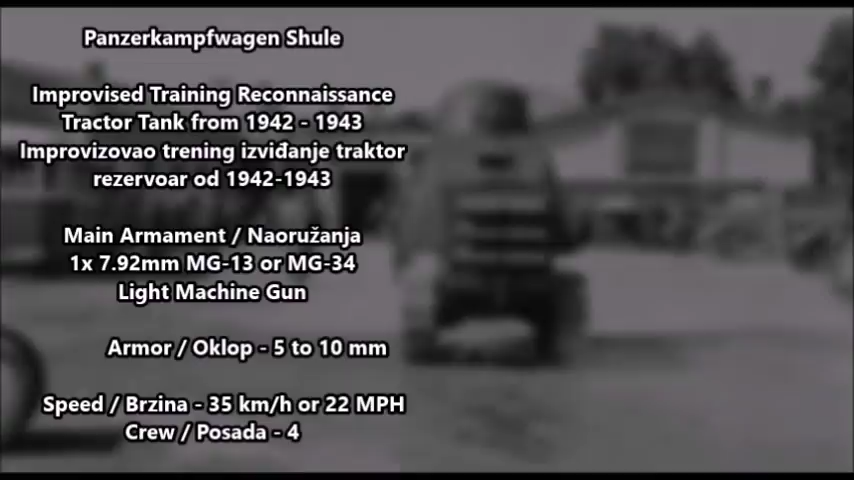 Panzerkampfwagen Shule
Improvised Training Reconnaissance
Tractor Tank from 1942 - 1943
Improvizovao trening izviđanje traktor
rezervoar od 1942-1943
Main Armament / Naoružanja
1x 7.92mm MG-13 or MG-34
Light Machine Gun
Armor / Oklop - 5 to 10 mm
Speed / Brzina - 35 km/h or 22 MPH
Crew / Posada - 4